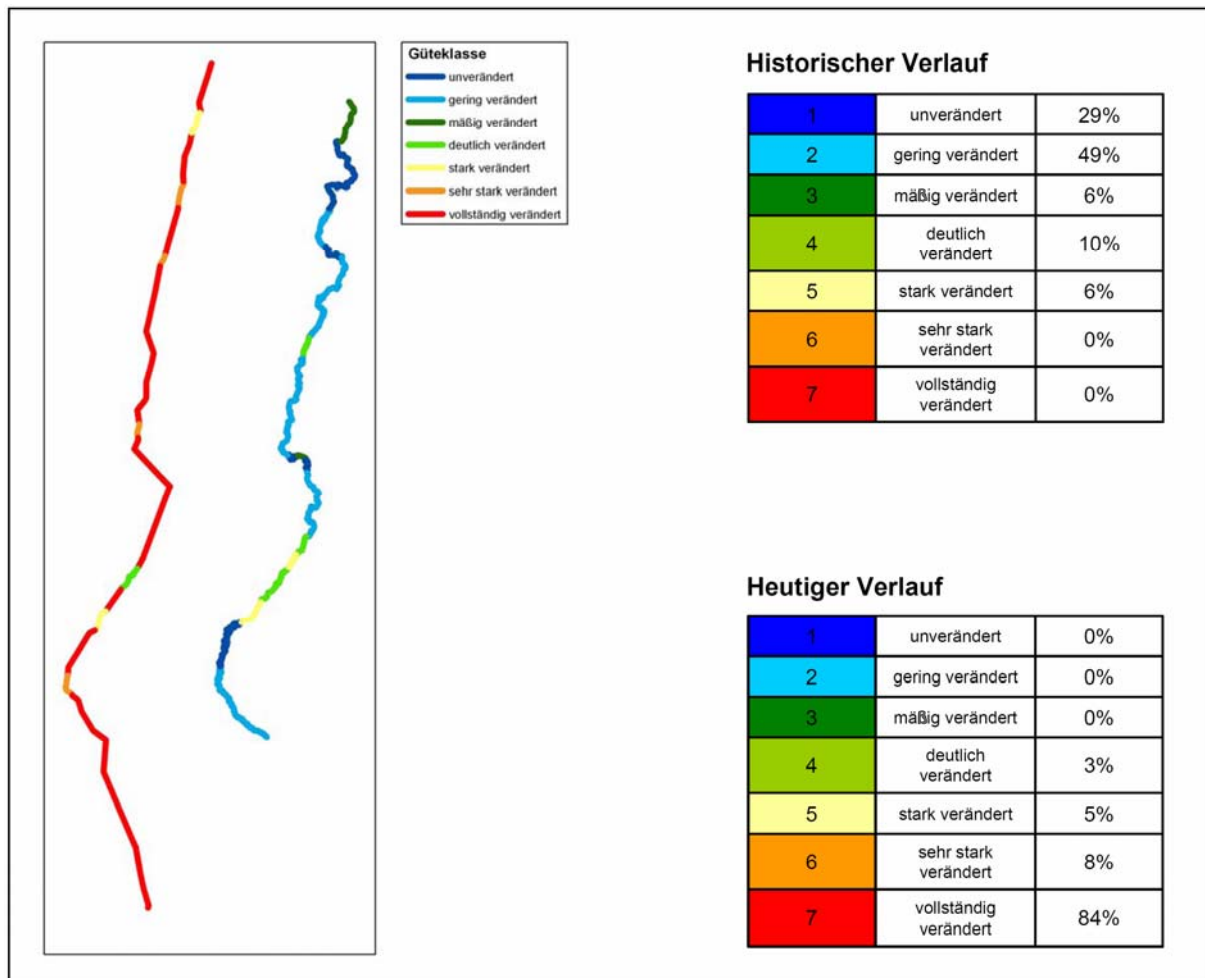 Güteklasse
unverändert
gering verändert
mäßig verändert
deutlich verändert
stark verändert
sehr stark verändert
vollständig verändert
Historischer Verlauf
1 unverändert 29%
2 gering verändert 49%
3 mäßig verändert 6%
4 deutlich
verändert 10%
5 stark verändert 6%
6 sehr stark
verändert 0%
7 vollständig
verändert 0%
Heutiger Verlauf
1 unverändert 0%
2 gering verändert 0%
3 mäßig verändert 0%
4 deutlich
verändert 3%
5 stark verändert 5%
6 sehr stark
verändert 8%
7 vollständig
verändert 84%